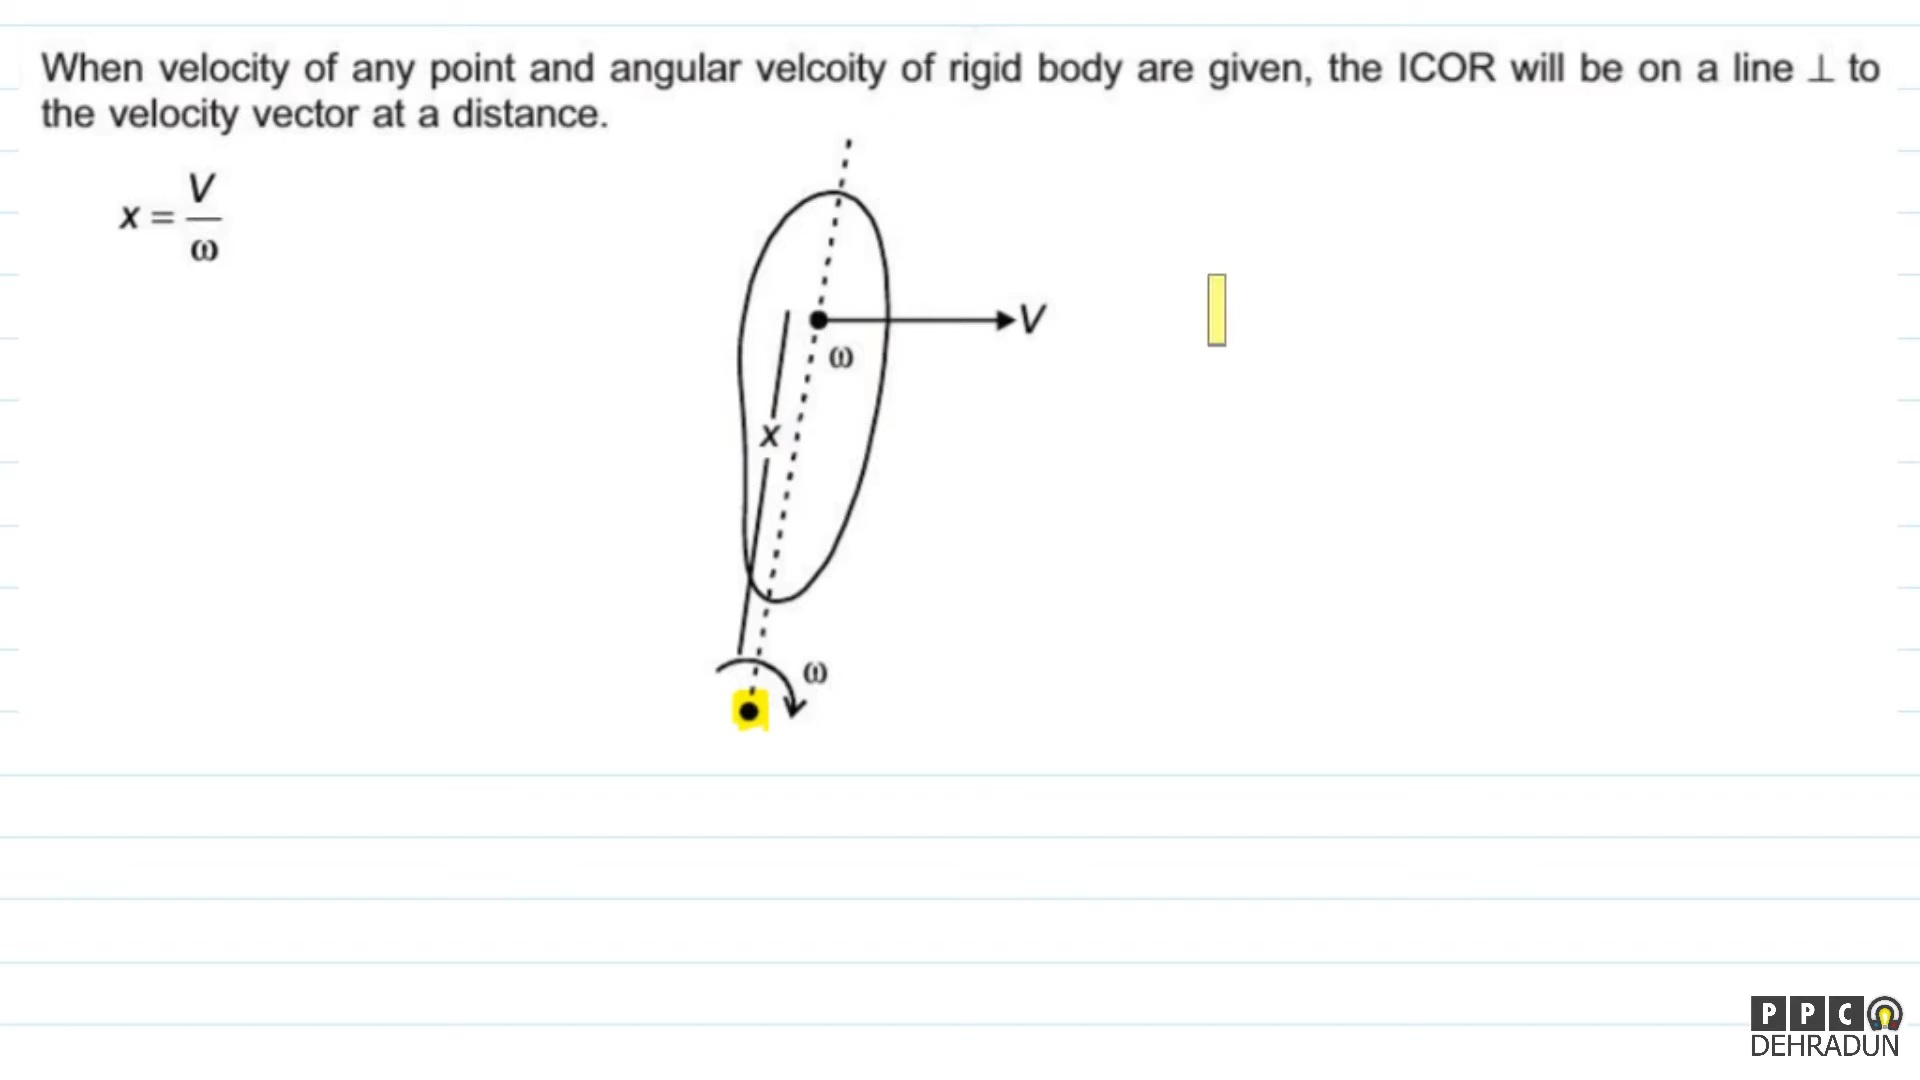 When velocity of any point and angular velcoity of rigid body are given, the ICOR will be on a line ⊥ to
the velocity vector at a distance.
x = V/ω
V
ω
x
ω
PPC
DEHRADUN